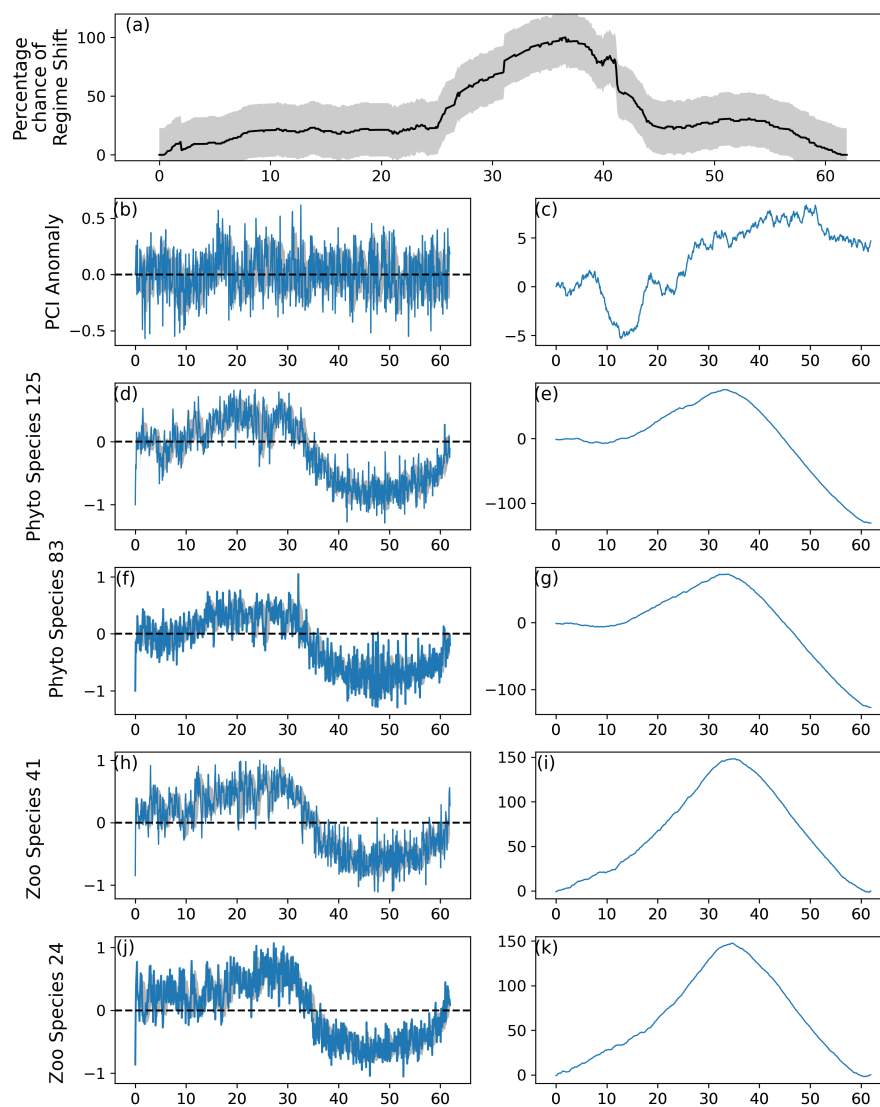 Percentage
chance of
Regime Shift
(a)
100
50
0
0 10 20 30 40 50 60
PCI Anomaly
(b)
0.5
0.0
−0.5
0 10 20 30 40 50 60
(c)
5
0
−5
0 10 20 30 40 50 60
Phyto Species 125
(d)
0
−1
0 10 20 30 40 50 60
(e)
0
−100
0 10 20 30 40 50 60
Phyto Species 83
(f)
1
0
−1
0 10 20 30 40 50 60
(g)
0
−100
0 10 20 30 40 50 60
Zoo Species 41
(h)
1
0
−1
0 10 20 30 40 50 60
(i)
150
100
50
0
0 10 20 30 40 50 60
Zoo Species 24
(j)
1
0
−1
0 10 20 30 40 50 60
(k)
150
100
50
0
0 10 20 30 40 50 60